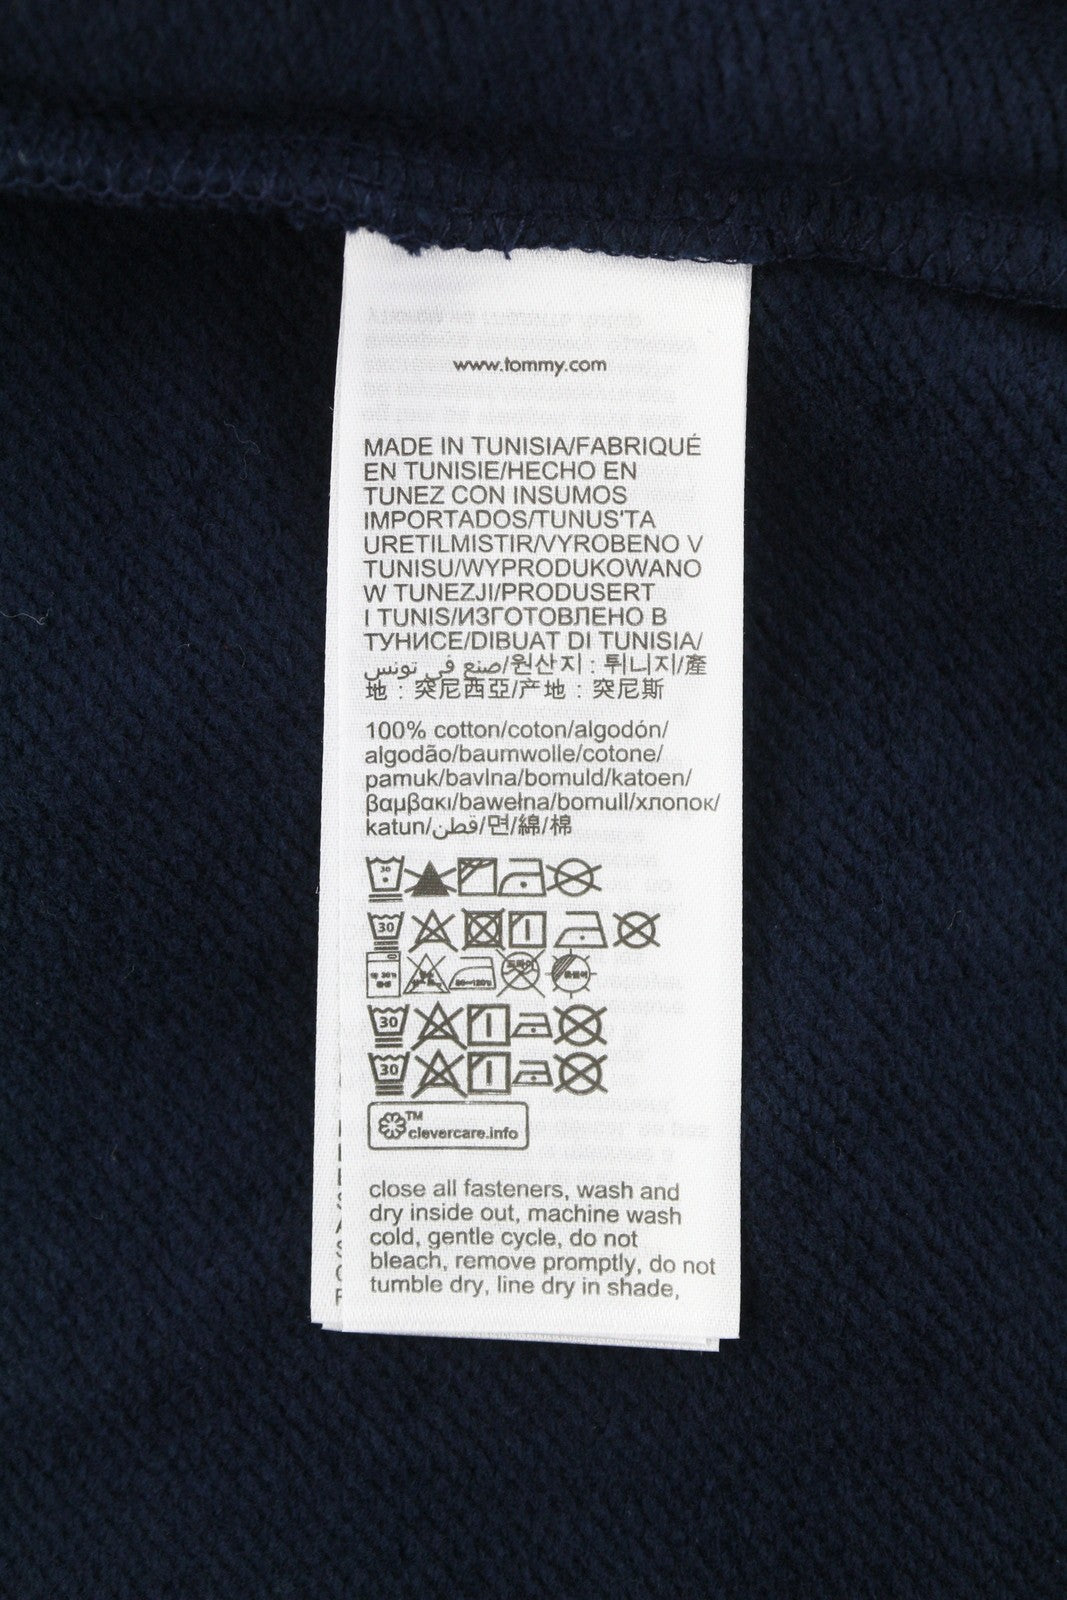 www.tommy.com
MADE IN TUNISIA/FABRIQUÉ
EN TUNISIE/HECHO EN
TUNEZ CON INSUMOS
IMPORTADOS/TUNUS'TA
URETILMISTIR/VYROBENO V
TUNISU/WYPRODUKOWANO
W TUNEZJI/PRODUSERT
I TUNIS/ИЗГОТОВЛЕНО В
ТУНИСЕ/DIBUAT DI TUNISIA/
صنع في تونس/원산지 : 튀니지/產
地 : 突尼西亞/产地 : 突尼斯
100% cotton/coton/algodón/
algodão/baumwolle/cotone/
pamuk/bavlna/bomuld/katoen/
βαμβακι/bawełna/bomull/хлопок/
katun/قطن/면/綿/棉
30
30
30
30
TM
clevercare.info
close all fasteners, wash and
dry inside out, machine wash
cold, gentle cycle, do not
bleach, remove promptly, do not
tumble dry, line dry in shade,